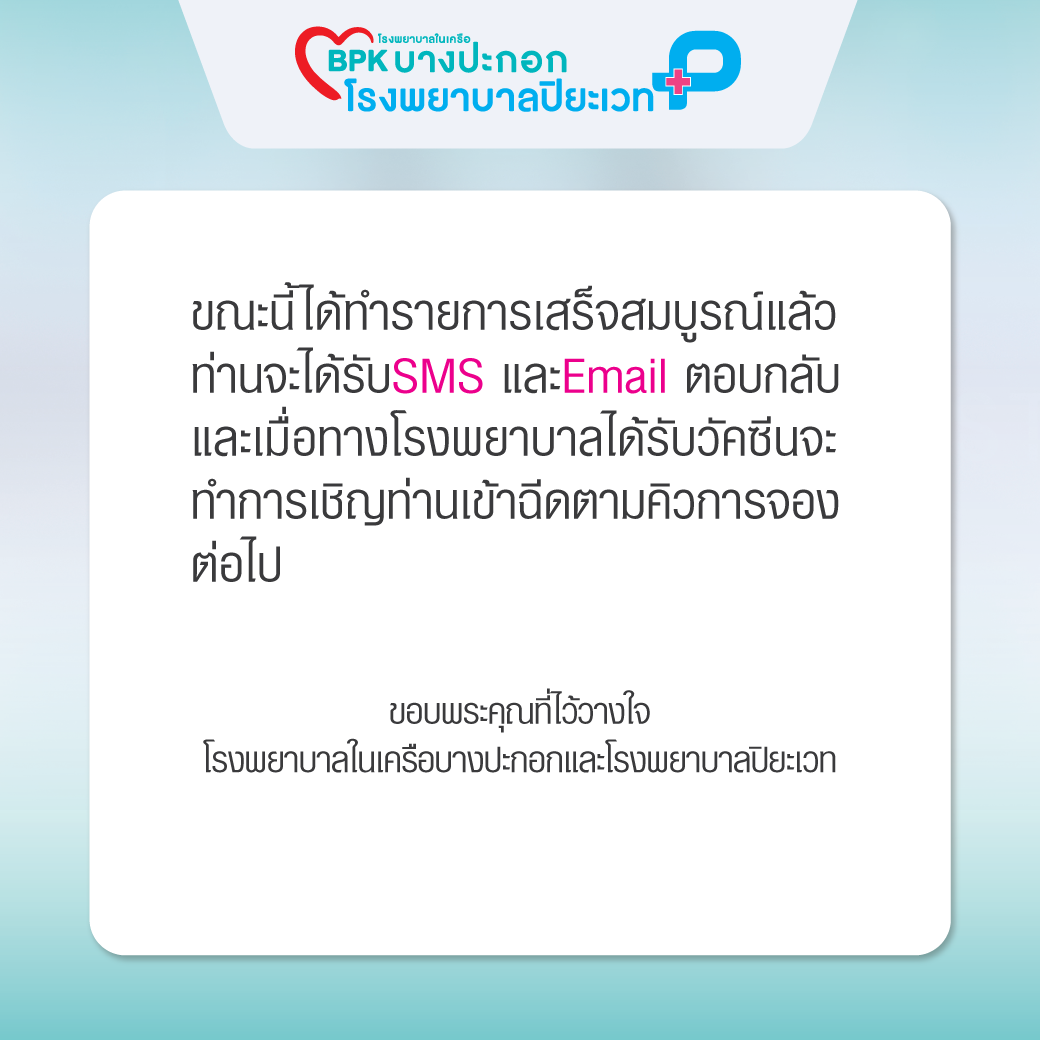 โรงพยาบาลในเครือ
BPK บางปะกอก
โรงพยาบาลปิยะเวท
ขณะนี้ได้ทำรายการเสร็จสมบูรณ์แล้ว
ท่านจะได้รับSMS และEmail ตอบกลับ
และเมื่อทางโรงพยาบาลได้รับวัคซีนจะ
ทำการเชิญท่านเข้าฉีดตามคิวการจอง
ต่อไป
ขอบพระคุณที่ไว้วางใจ
โรงพยาบาลในเครือบางปะกอกและโรงพยาบาลปิยะเวท